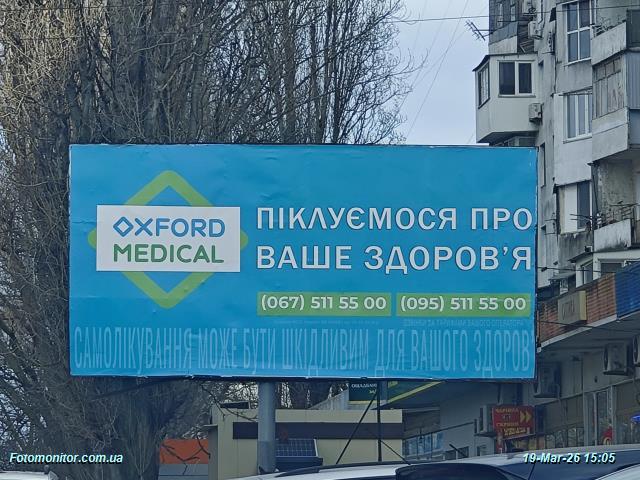 OXFORD
MEDICAL
ПІКЛУЄМОСЯ ПРО
ВАШЕ ЗДОРОВ'Я
(067) 511 55 00
(095) 511 55 00
САМОЛІКУВАННЯ МОЖЕ БУТИ ШКІДЛИВИМ ДЛЯ ВАШОГО ЗДОРОВ'
Fotomonitor.com.ua
19-Mar-26 15:05